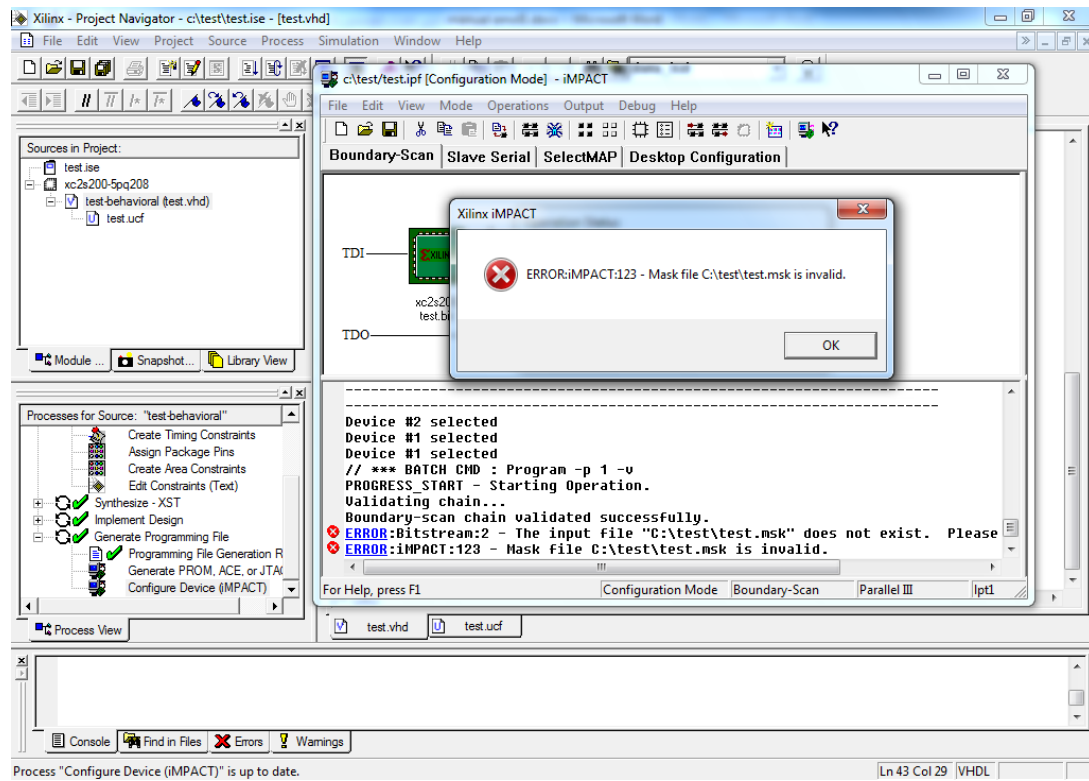 Xilinx - Project Navigator - c:\test\test.ise - [test.vhd]
File Edit View Project Source Process Simulation Window Help
c:\test/test.ipf [Configuration Mode] - iMPACT
File Edit View Mode Operations Output Debug Help
Boundary-Scan Slave Serial SelectMAP Desktop Configuration
Sources in Project:
test.ise
xc2s200-5pq208
test-behavioral (test.vhd)
test.ucf
Module ... Snapshot... Library View
TDI
TDO
Xilinx iMPACT
ERROR:iMPACT:123 - Mask file C:\test\test.msk is invalid.
OK
Processes for Source: "test-behavioral"
Create Timing Constraints
Assign Package Pins
Create Area Constraints
Edit Constraints (Text)
Synthesize - XST
Implement Design
Generate Programming File
Programming File Generation R
Generate PROM, ACE, or JTA
Configure Device (iMPACT)
Process View
Device #2 selected
Device #1 selected
Device #1 selected
// *** BATCH CMD : Program -p 1 -v
PROGRESS_START - Starting Operation.
Validating chain...
Boundary-scan chain validated successfully.
ERROR:Bitstream:2 - The input file "C:\test\test.msk" does not exist. Please
ERROR:iMPACT:123 - Mask file C:\test\test.msk is invalid.
For Help, press F1 Configuration Mode Boundary-Scan Parallel III lpt1
test.vhd test.ucf
Console Find in Files Errors Warnings
Process "Configure Device (iMPACT)" is up to date. Ln 43 Col 29 VHDL